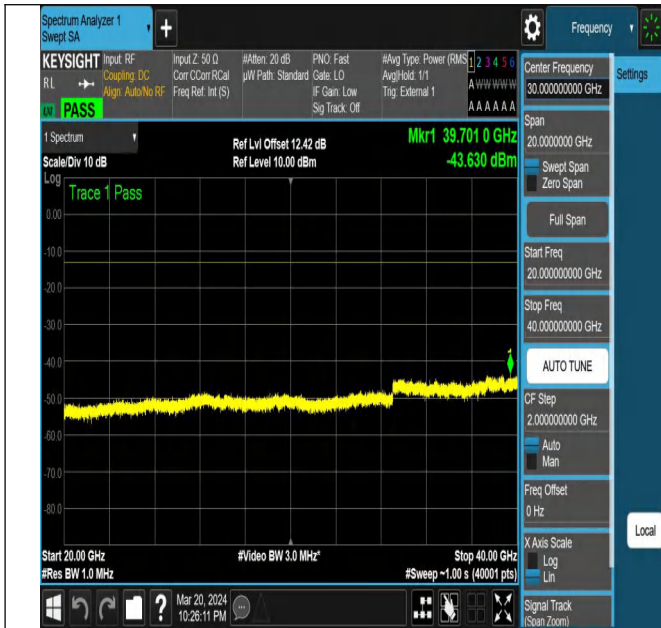 Spectrum Analyzer 1
Swept SA
+
Frequency
KEYSIGHT
RL
PASS
Input: RF
Coupling: DC
Align: Auto/No RF
Input Z: 50 Ω
Corr CCorr RCal
Freq Ref: Int (S)
#Atten: 20 dB
µW Path: Standard
PNO: Fast
Gate: LO
IF Gain: Low
Sig Track: Off
#Avg Type: Power (RMS
Avg|Hold: 1/1
Trig: External 1
1 2 3 4 5 6
A W W W W W
A A A A A A
1 Spectrum
Scale/Div 10 dB
Log
Ref Lvl Offset 12.42 dB
Ref Level 10.00 dBm
Mkr1 39.701 0 GHz
-43.630 dBm
Trace 1 Pass
0.00
-10.0
-20.0
-30.0
-40.0
-50.0
-60.0
-70.0
-80.0
1
Start 20.00 GHz
#Res BW 1.0 MHz
#Video BW 3.0 MHz*
Stop 40.00 GHz
#Sweep ~1.00 s (40001 pts)
Center Frequency
30.000000000 GHz
Span
20.0000000 GHz
Swept Span
Zero Span
Full Span
Start Freq
20.000000000 GHz
Stop Freq
40.000000000 GHz
AUTO TUNE
CF Step
2.000000000 GHz
Auto
Man
Freq Offset
0 Hz
X Axis Scale
Log
Lin
Signal Track
(Span Zoom)
Settings
Local
?
Mar 20, 2024
10:26:11 PM